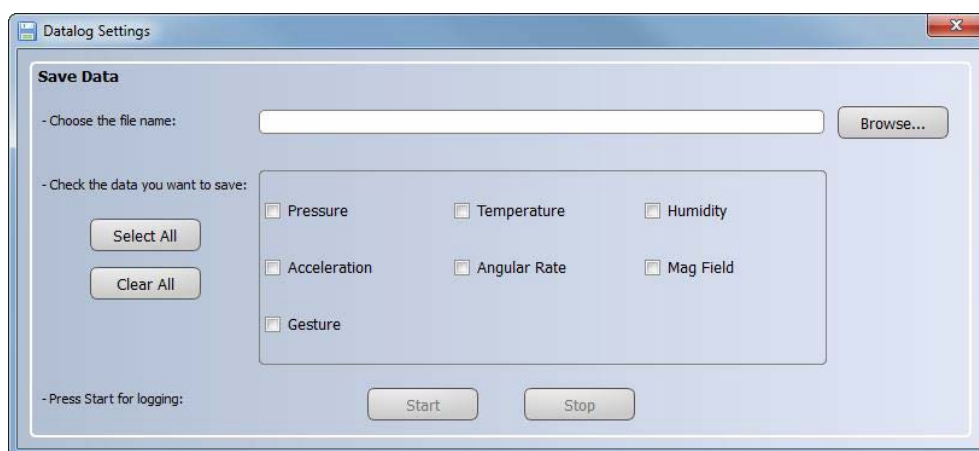 Datalog Settings
Save Data
- Choose the file name:
Browse...
- Check the data you want to save:
Select All
Clear All
Pressure
Temperature
Humidity
Acceleration
Angular Rate
Mag Field
Gesture
- Press Start for logging:
Start
Stop